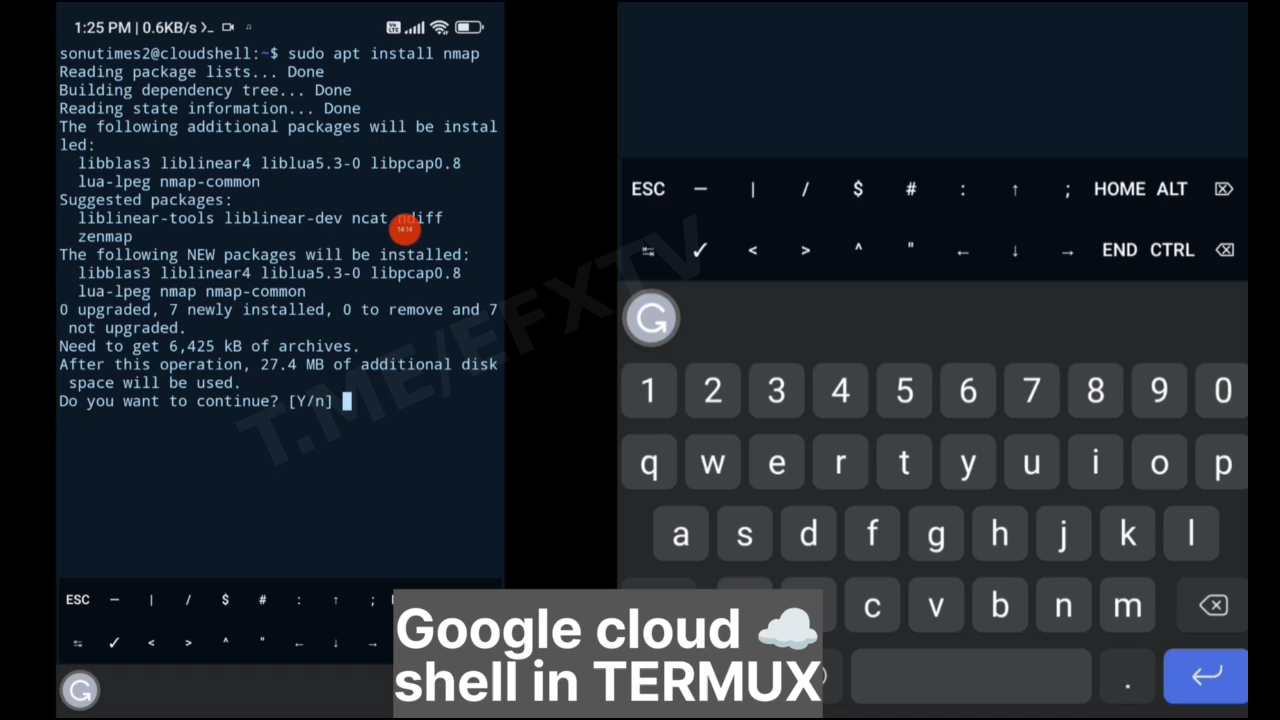 1:25 PM | 0.6KB/s
sonutimes2@cloudshell:~$ sudo apt install nmap
Reading package lists... Done
Building dependency tree... Done
Reading state information... Done
The following additional packages will be instal
led:
libblas3 liblinear4 liblua5.3-0 libpcap0.8
lua-lpeg nmap-common
Suggested packages:
liblinear-tools liblinear-dev ncat ndiff
zenmap
The following NEW packages will be installed:
libblas3 liblinear4 liblua5.3-0 libpcap0.8
lua-lpeg nmap nmap-common
0 upgraded, 7 newly installed, 0 to remove and 7
not upgraded.
Need to get 6,425 kB of archives.
After this operation, 27.4 MB of additional disk
space will be used.
Do you want to continue? [Y/n]
14:14
T.ME/EFXTV
ESC — | / $ # : ↑ ;
↹ ✓ < > ^ " ← ↓ →
Google cloud ☁️
shell in TERMUX
ESC — | / $ # : ↑ ; HOME ALT ⌦
↹ ✓ < > ^ " ← ↓ → END CTRL ⌫
1 2 3 4 5 6 7 8 9 0
q w e r t y u i o p
a s d f g h j k l
c v b n m
.